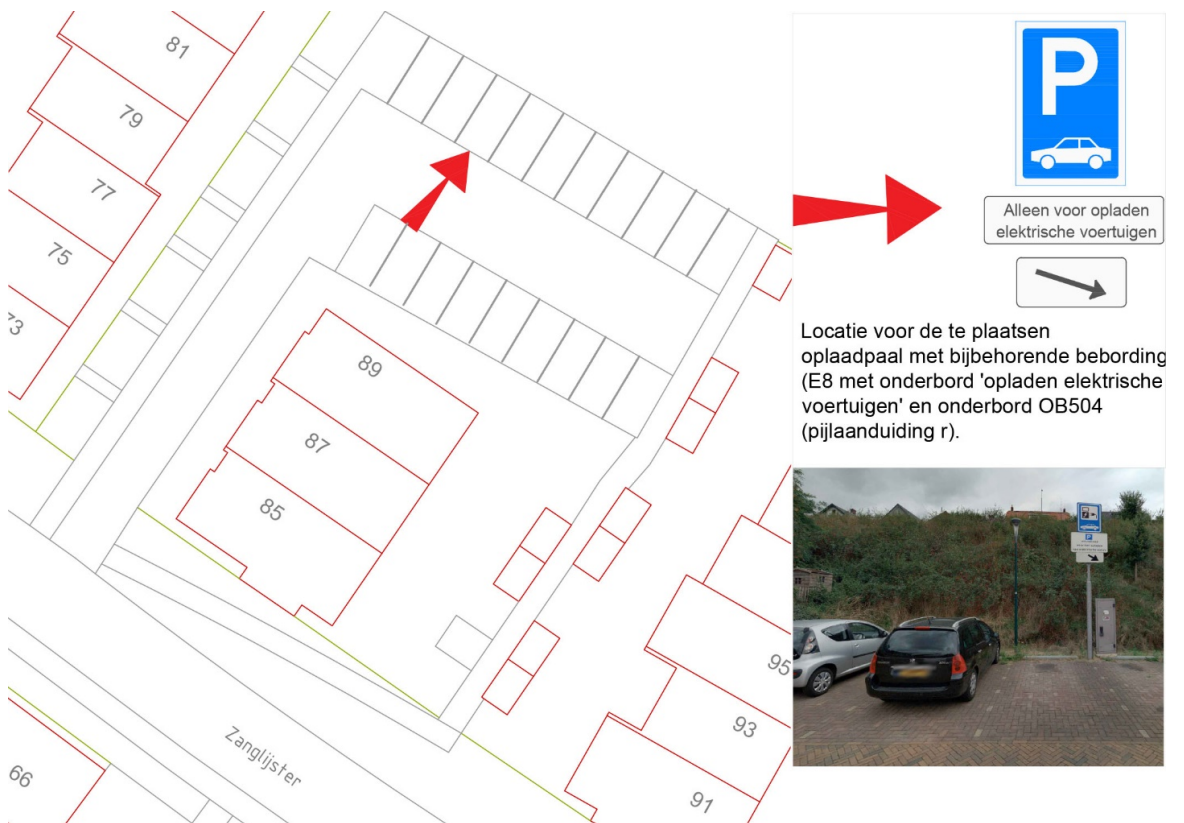 81
79
77
75
73
89
87
85
95
93
91
66
Zanglijster
P
Alleen voor opladen
elektrische voertuigen
Locatie voor de te plaatsen
oplaadpaal met bijbehorende bebording
(E8 met onderbord 'opladen elektrische
voertuigen' en onderbord OB504
(pijlaanduiding r).
P